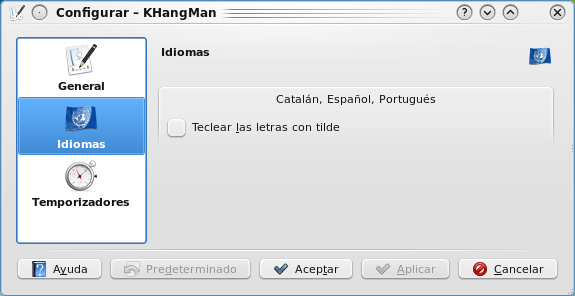 Configurar – KHangMan
General
Idiomas
Temporizadores
Idiomas
Catalán, Español, Portugués
Teclear las letras con tilde
Ayuda
Predeterminado
Aceptar
Aplicar
Cancelar